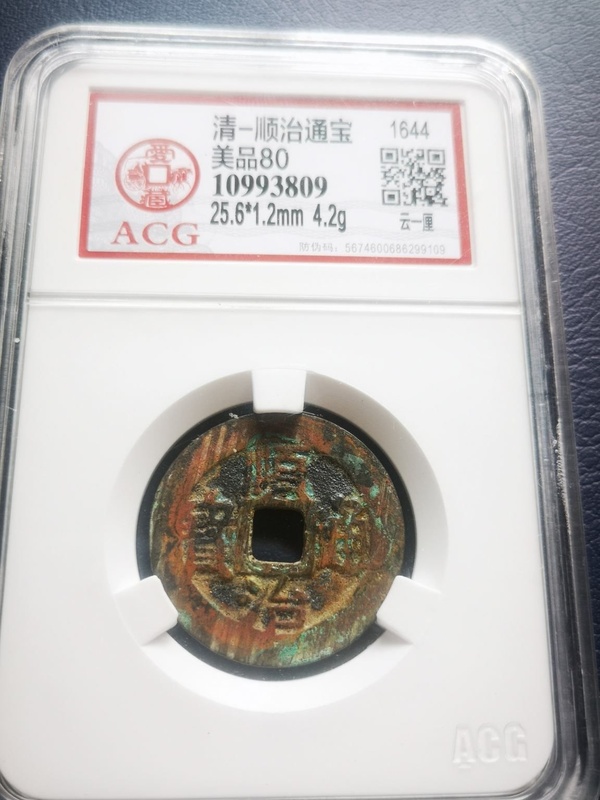 清一顺治通宝 1644
美品80
10993809
25.6*1.2mm 4.2g 云一厘
ACG
防伪码：5674600686299109
顺治通宝
ACG